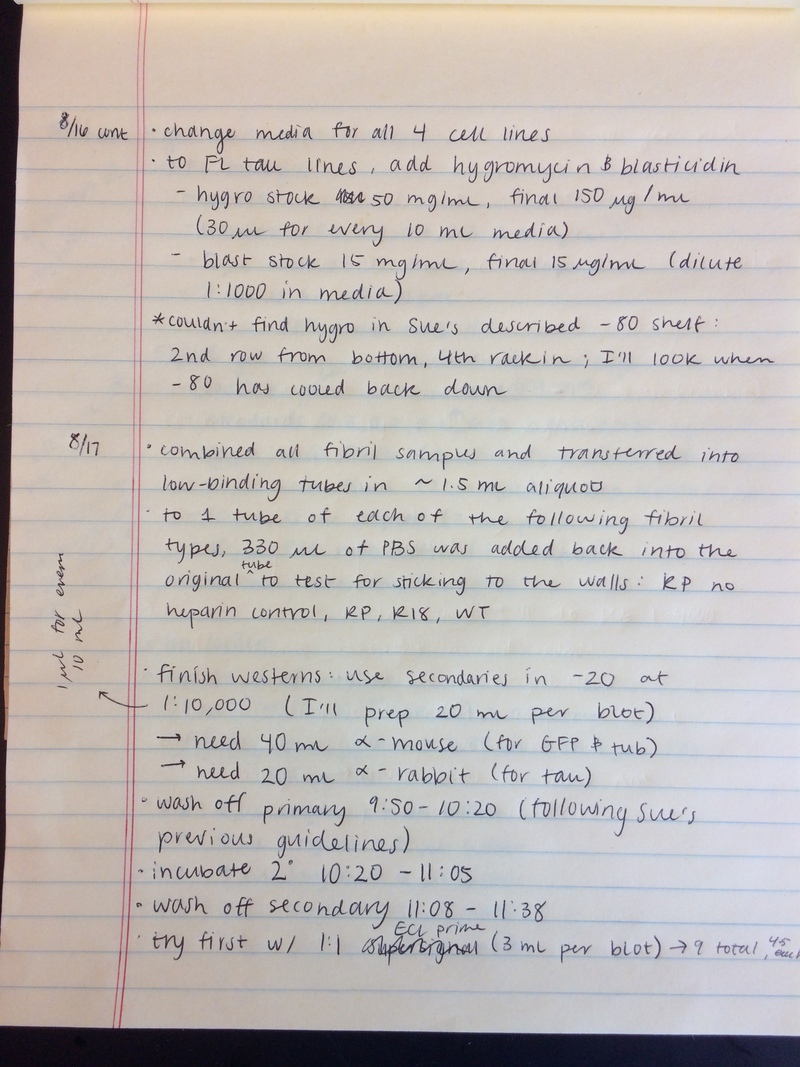 8/16 cont · change media for all 4 cell lines
· to FL tau lines, add hygromycin & blasticidin
- hygro stock 50 mg/mL, final 150 µg/mL
(30 µL for every 10 mL media)
- blast stock 15 mg/mL, final 15 µg/mL (dilute
1:1000 in media)
*couldn't find hygro in Sue's described -80 shelf:
2nd row from bottom, 4th rack in; I'll look when
-80 has cooled back down
8/17 · combined all fibril samples and transferred into
low-binding tubes in ~1.5 mL aliquots
· to 1 tube of each of the following fibril
types, 330 µL of PBS was added back into the
original ^tube to test for sticking to the walls: RP no
heparin control, RP, R18, WT
· finish westerns: use secondaries in -20 at
1:10,000 (I'll prep 20 mL per blot)
1 µL for every
10 mL
→ need 40 mL α-mouse (for GFP & tub)
→ need 20 mL α-rabbit (for tau)
· wash off primary 9:50-10:20 (following Sue's
previous guidelines)
· incubate 2° 10:20 - 11:05
· wash off secondary 11:08 - 11:38
· try first w/ 1:1 ECL prime (3 mL per blot) → 9 total, 4.5 each